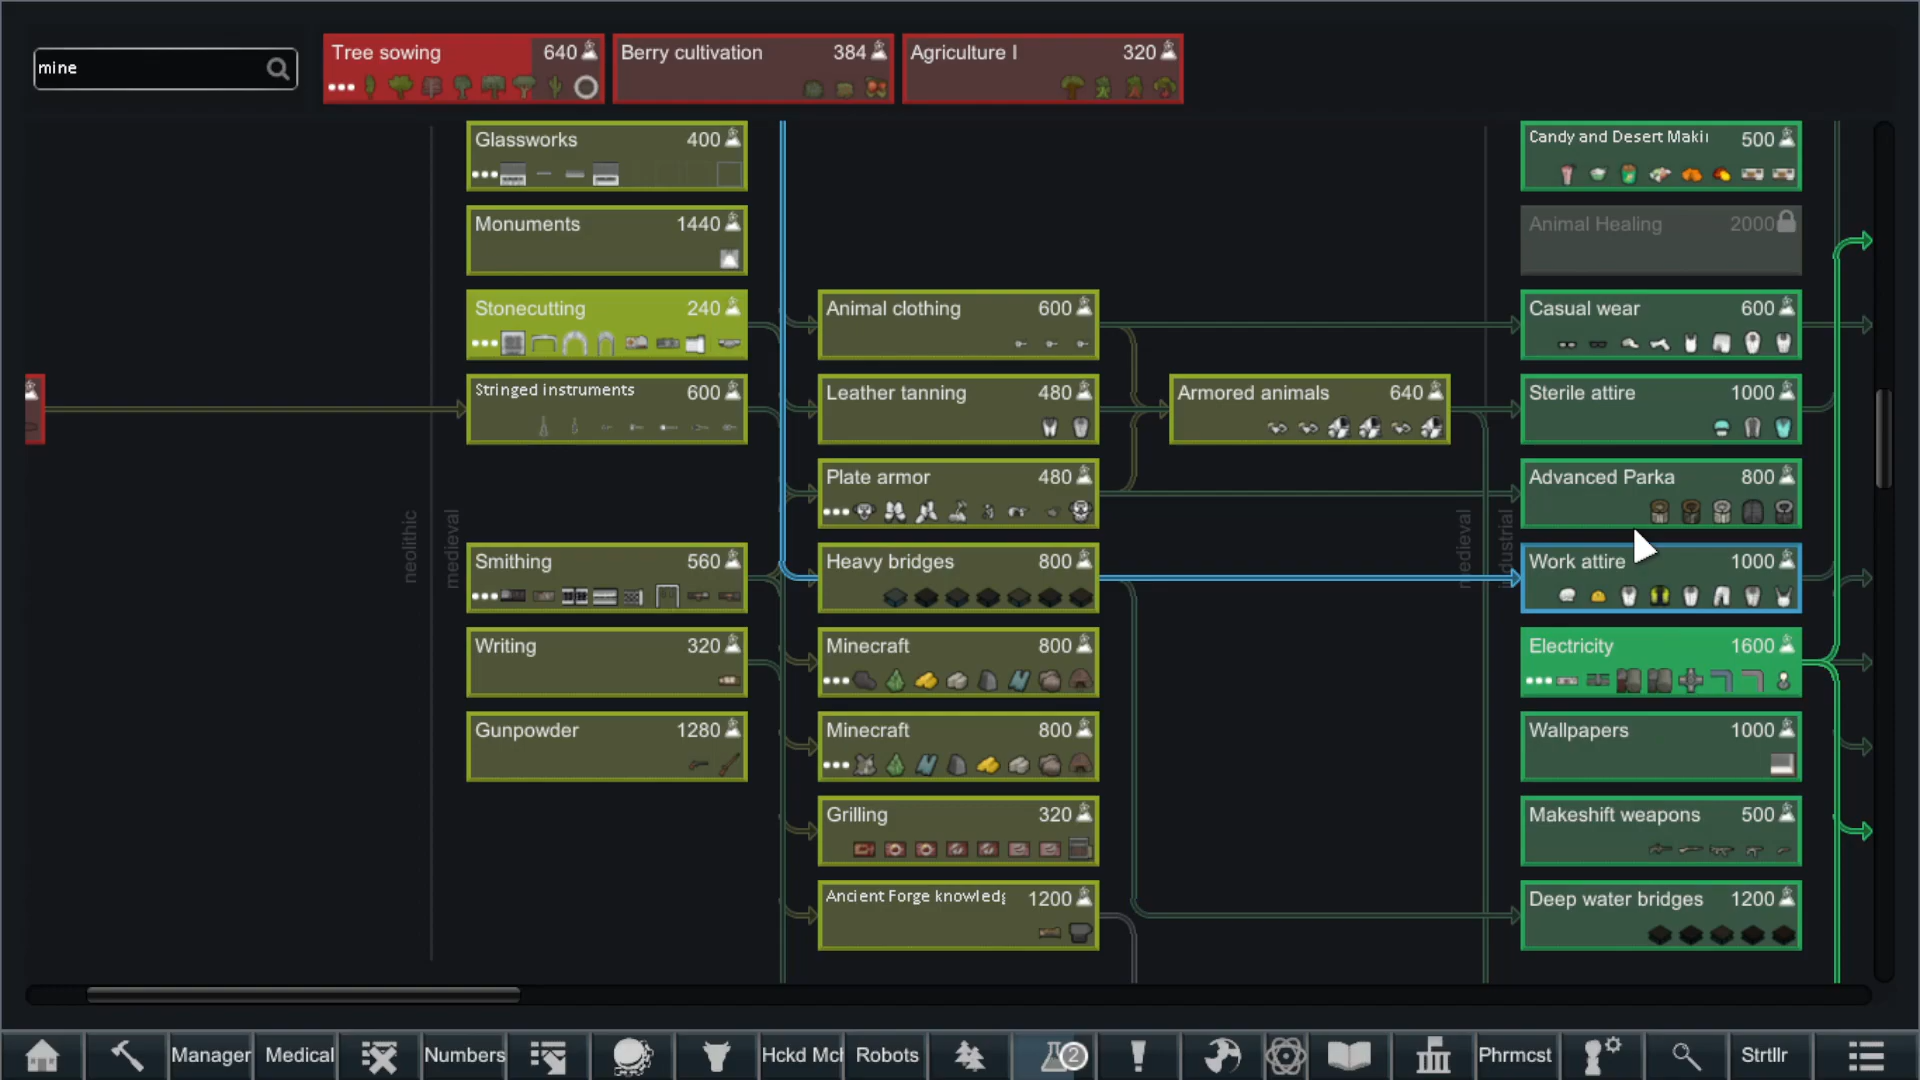 mine
Tree sowing 640
Berry cultivation 384
Agriculture I 320
Glassworks 400
Monuments 1440
Stonecutting 240
Stringed instruments 600
Smithing 560
Writing 320
Gunpowder 1280
neolithic
medieval
Animal clothing 600
Leather tanning 480
Plate armor 480
Heavy bridges 800
Minecraft 800
Minecraft 800
Grilling 320
Ancient Forge knowledg 1200
Armored animals 640
medieval
industrial
Candy and Desert Makin 500
Animal Healing 2000
Casual wear 600
Sterile attire 1000
Advanced Parka 800
Work attire 1000
Electricity 1600
Wallpapers 1000
Makeshift weapons 500
Deep water bridges 1200
Manager Medical Numbers Hckd Mcl Robots 2 Phrmcst Strtllr